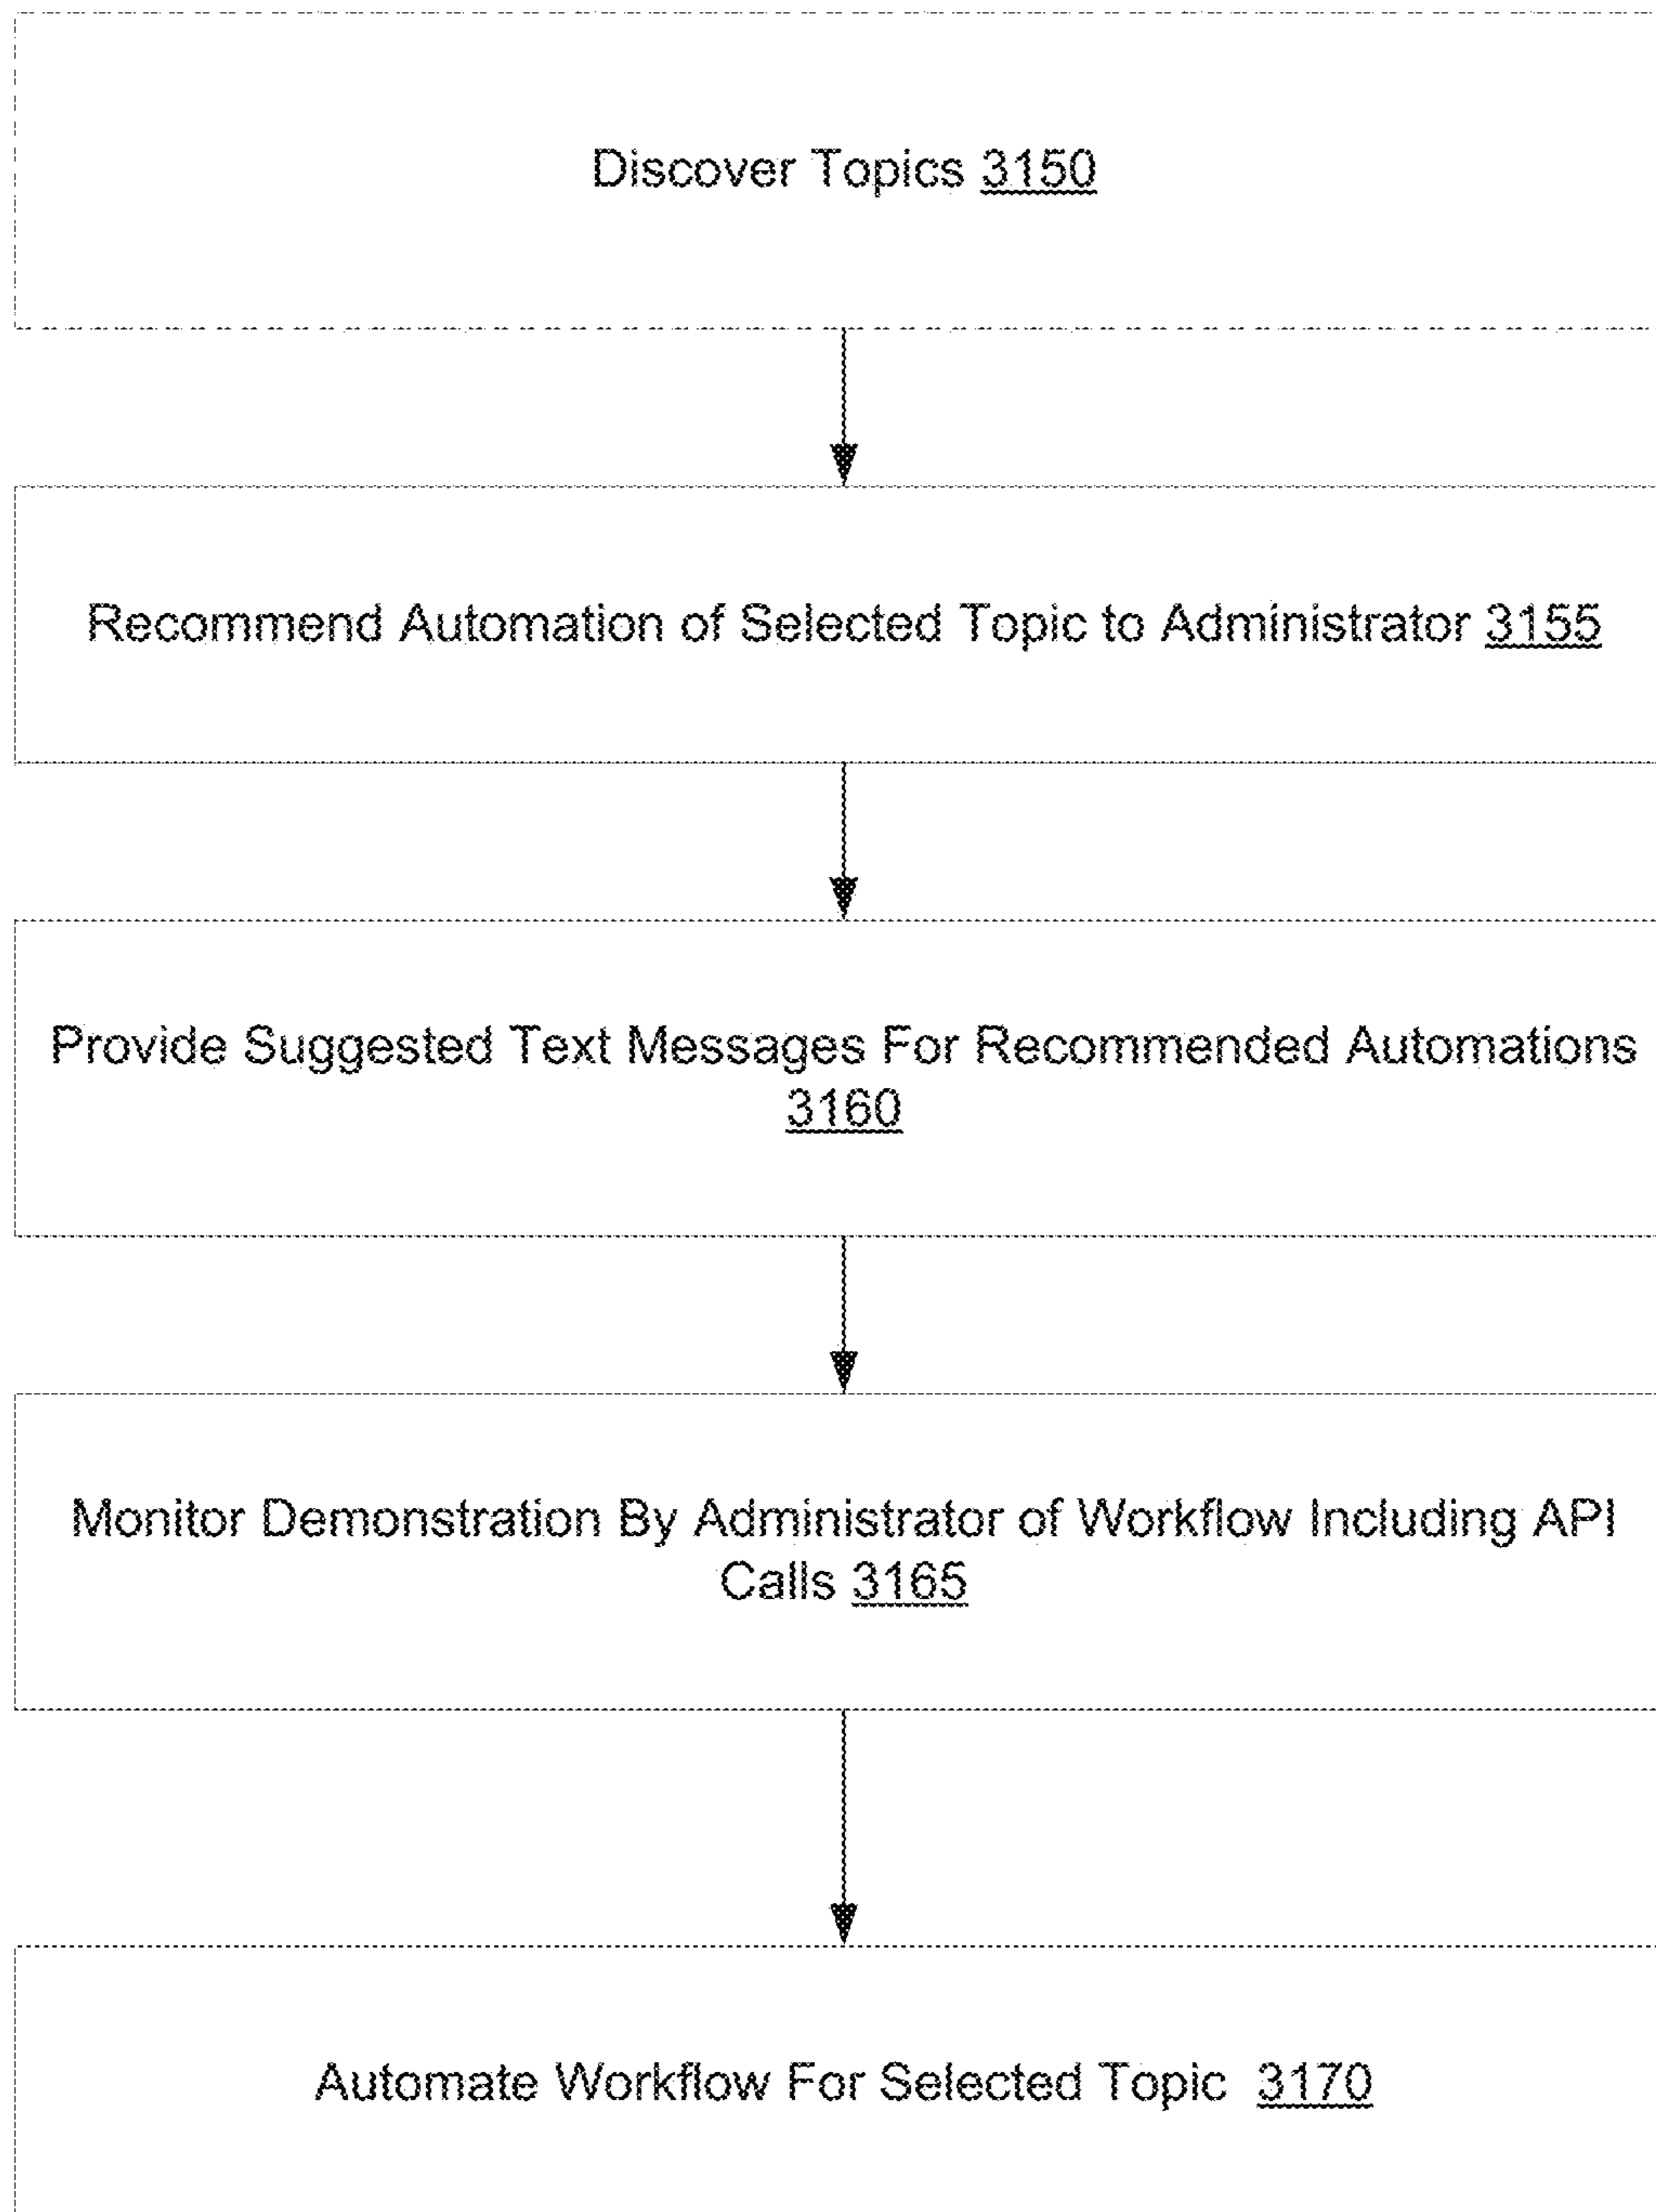 Discover Topics 3150
Recommend Automation of Selected Topic to Administrator 3155
Provide Suggested Text Messages For Recommended Automations
3160
Monitor Demonstration By Administrator of Workflow Including API
Calls 3165
Automate Workflow For Selected Topic 3170